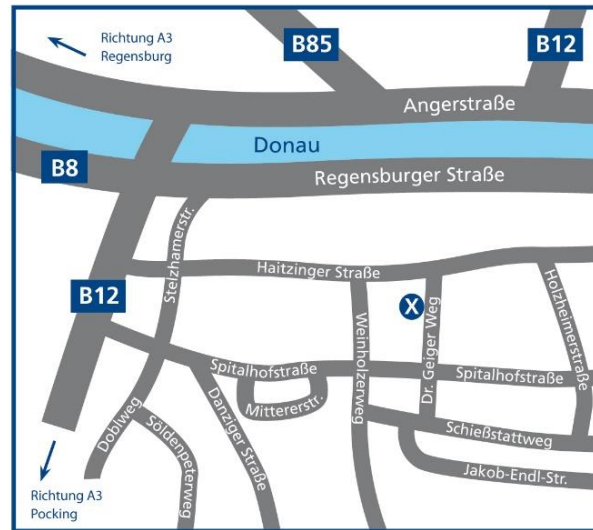 Richtung A3
Regensburg
B85
B12
Angerstraße
Donau
B8
Regensburger Straße
Stelzhamerstr.
Haitzinger Straße
B12
X
Weinholzerweg
Dr. Geiger Weg
Holzheimerstraße
Spitalhofstraße
Spitalhofstraße
Mittererstr.
Danziger Straße
Doblweg
Söldenpeterweg
Schießstattweg
Jakob-Endl-Str.
Richtung A3
Pocking